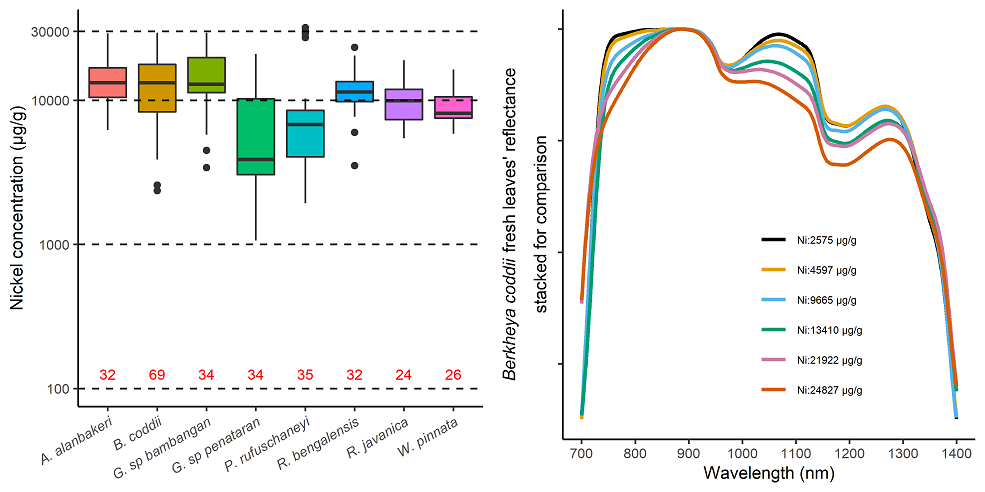 Nickel concentration (µg/g)
30000
10000
1000
100
32 69 34 34 35 32 24 26
A. alanbakeri
B. coddii
G. sp bambangan
G. sp penataran
P. rufuschaneyi
R. bengalensis
R. javanica
W. pinnata
Berkheya coddii fresh leaves' reflectance
stacked for comparison
Ni:2575 µg/g
Ni:4597 µg/g
Ni:9665 µg/g
Ni:13410 µg/g
Ni:21922 µg/g
Ni:24827 µg/g
600 700 800 900 1000 1100 1200 1300 1400
Wavelength (nm)